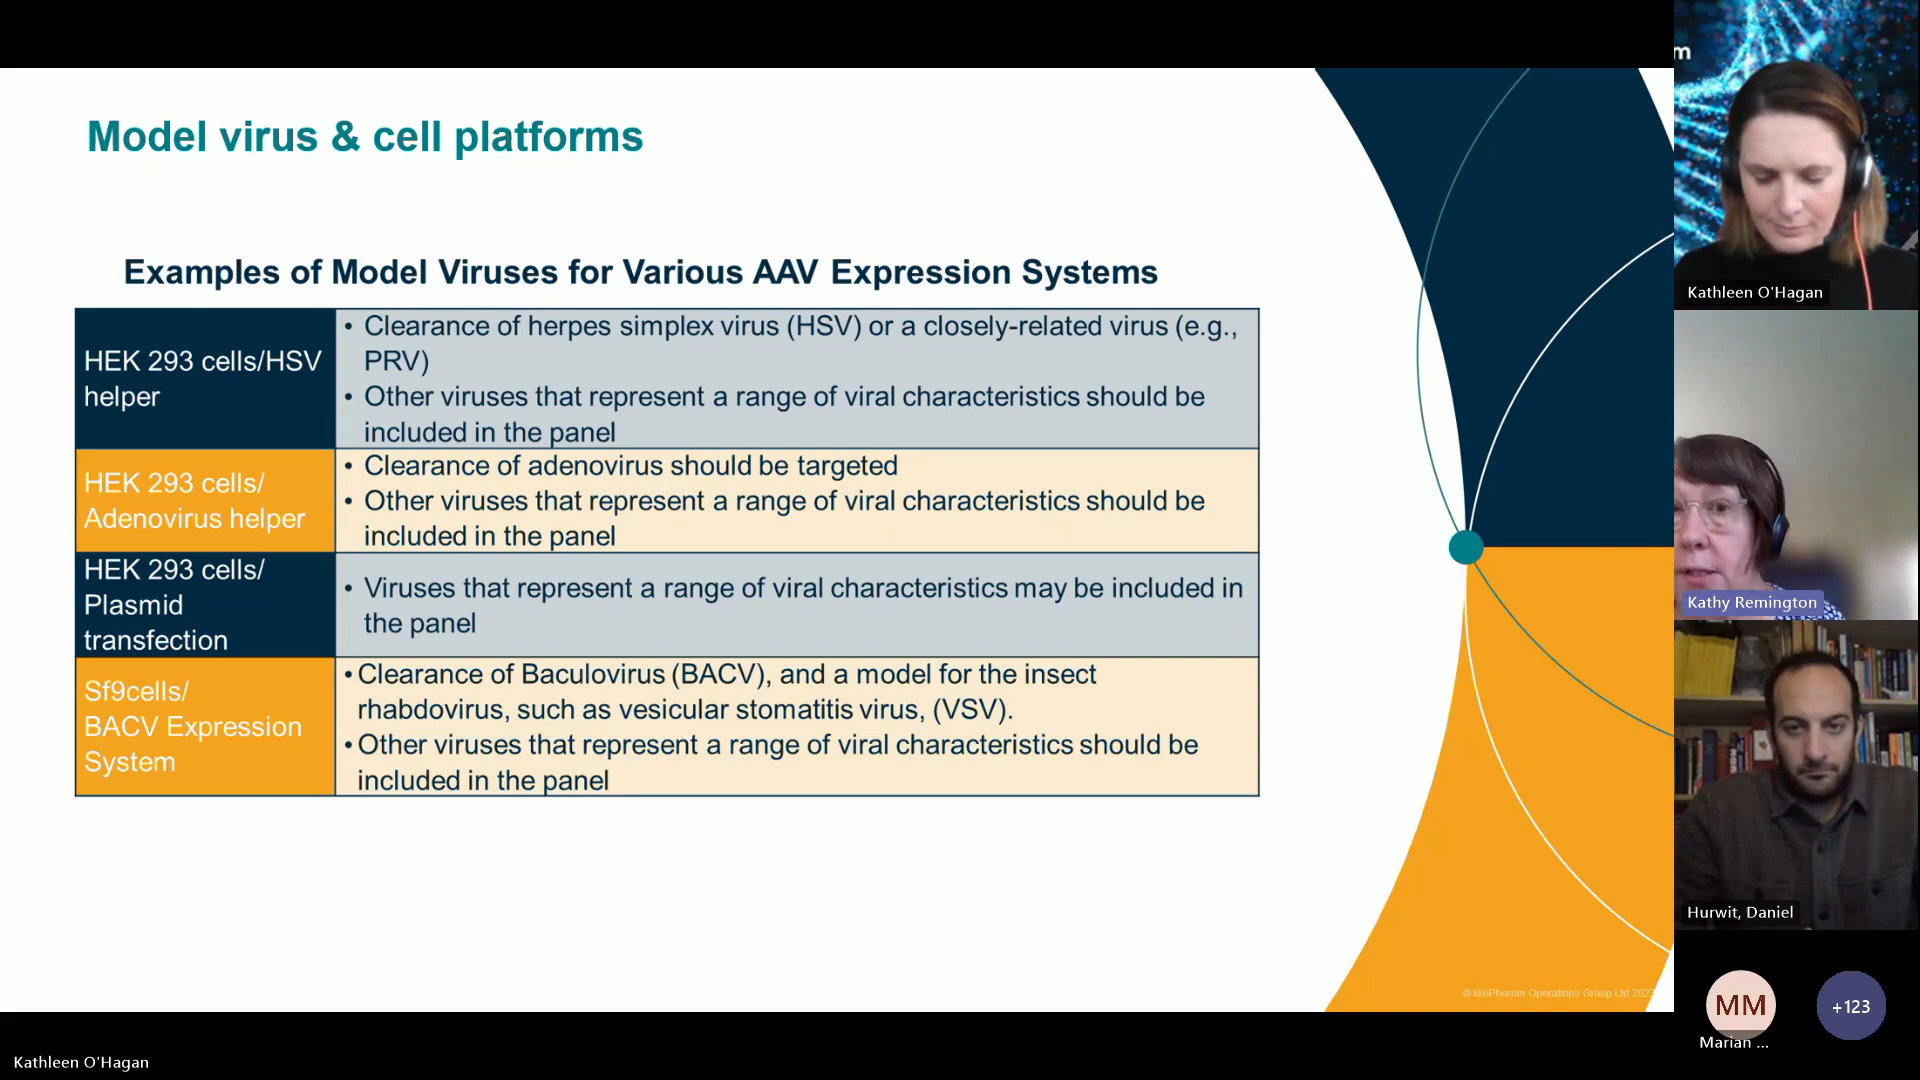 Model virus & cell platforms
Examples of Model Viruses for Various AAV Expression Systems
HEK 293 cells/HSV
helper
• Clearance of herpes simplex virus (HSV) or a closely-related virus (e.g.,
PRV)
• Other viruses that represent a range of viral characteristics should be
included in the panel
HEK 293 cells/
Adenovirus helper
• Clearance of adenovirus should be targeted
• Other viruses that represent a range of viral characteristics should be
included in the panel
HEK 293 cells/
Plasmid
transfection
• Viruses that represent a range of viral characteristics may be included in
the panel
Sf9cells/
BACV Expression
System
• Clearance of Baculovirus (BACV), and a model for the insect
rhabdovirus, such as vesicular stomatitis virus, (VSV).
• Other viruses that represent a range of viral characteristics should be
included in the panel
© BioPhorum Operations Group Ltd
m
Kathleen O'Hagan
Kathy Remington
Hurwit, Daniel
MM
+123
Marian ...
Kathleen O'Hagan